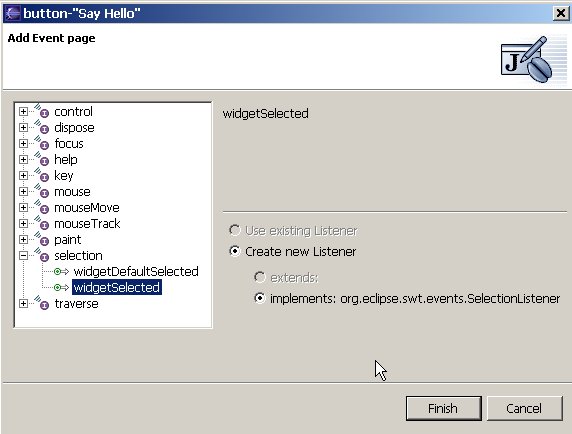 button-"Say Hello"
Add Event page
control
dispose
focus
help
key
mouse
mouseMove
mouseTrack
paint
selection
widgetDefaultSelected
widgetSelected
traverse
widgetSelected
Use existing Listener
Create new Listener
extends:
implements: org.eclipse.swt.events.SelectionListener
Finish
Cancel